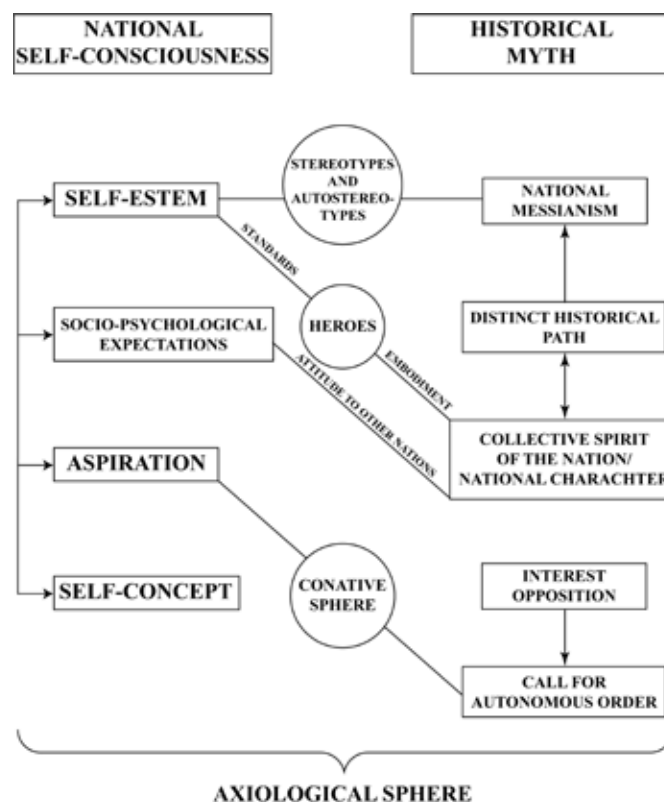 NATIONAL
SELF-CONSCIOUSNESS
HISTORICAL
MYTH
STEREOTYPES
AND
AUTOSTEREO-
TYPES
SELF-ESTEM
NATIONAL
MESSIANISM
STANDARDS
HEROES
SOCIO-PSYCHOLOGICAL
EXPECTATIONS
DISTINCT HISTORICAL
PATH
EMBODIMENT
ATTITUDE TO OTHER NATIONS
COLLECTIVE SPIRIT
OF THE NATION/
NATIONAL CHARACHTER
ASPIRATION
CONATIVE
SPHERE
INTEREST
OPPOSITION
SELF-CONCEPT
CALL FOR
AUTONOMOUS ORDER
AXIOLOGICAL SPHERE